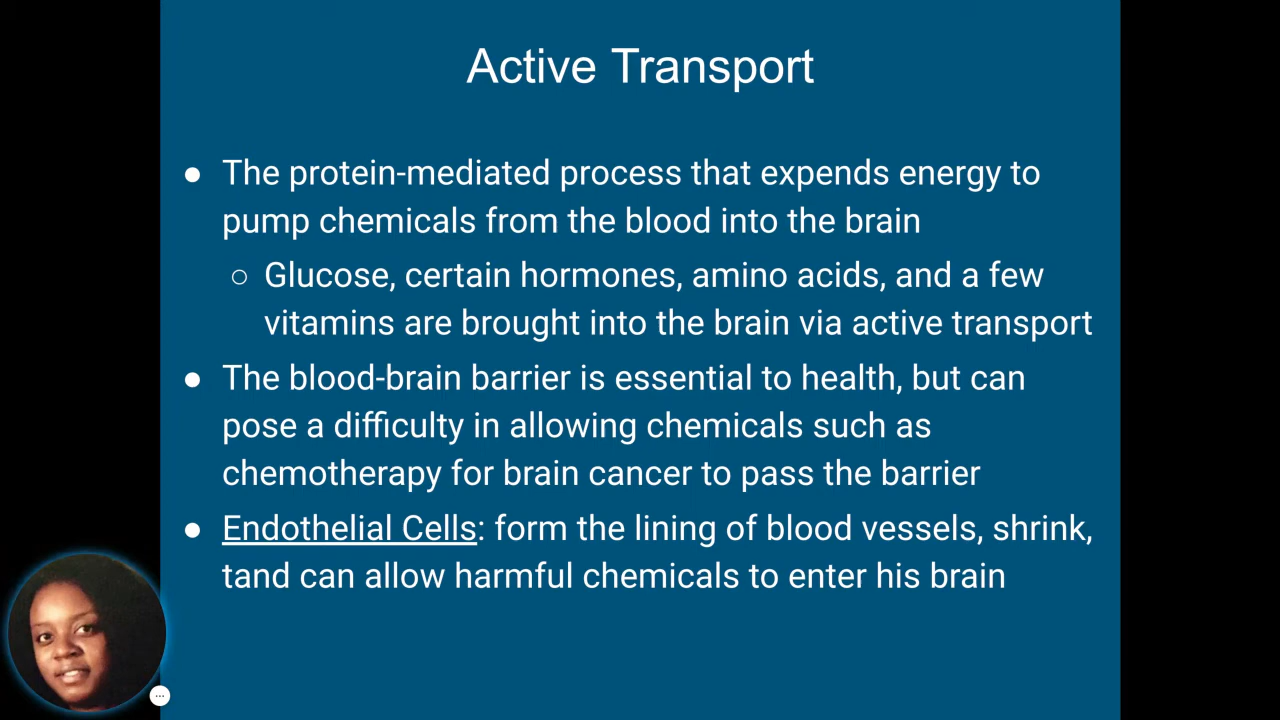 Active Transport
● The protein-mediated process that expends energy to
pump chemicals from the blood into the brain
○ Glucose, certain hormones, amino acids, and a few
vitamins are brought into the brain via active transport
● The blood-brain barrier is essential to health, but can
pose a difficulty in allowing chemicals such as
chemotherapy for brain cancer to pass the barrier
● Endothelial Cells: form the lining of blood vessels, shrink,
tand can allow harmful chemicals to enter his brain